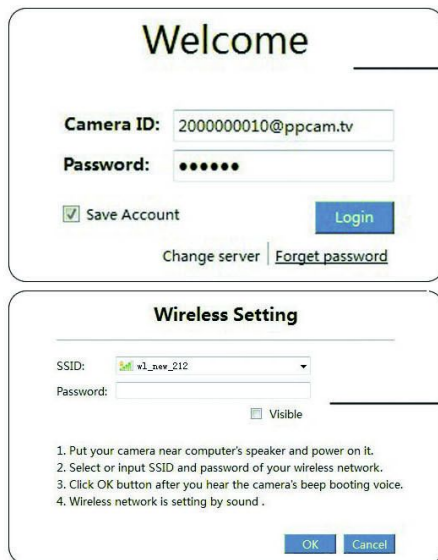 Welcome
Camera ID: 2000000010@ppcam.tv
Password: ●●●●●●
Save Account Login
Change server | Forget password
Wireless Setting
SSID: wl_new_212
Password:
Visible
1. Put your camera near computer's speaker and power on it.
2. Select or input SSID and password of your wireless network.
3. Click OK button after you hear the camera's beep booting voice.
4. Wireless network is setting by sound .
OK Cancel